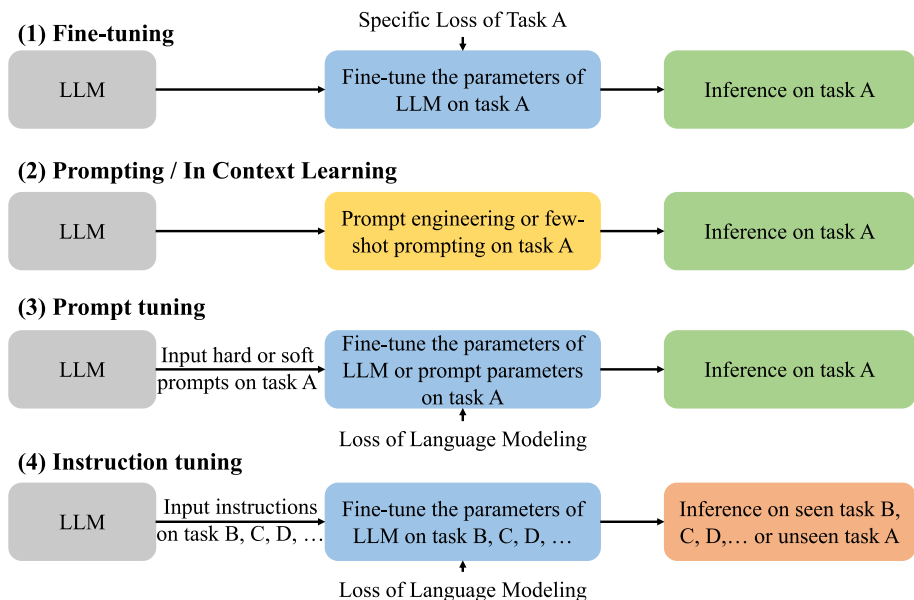 Specific Loss of Task A
(1) Fine-tuning
LLM
Fine-tune the parameters of
LLM on task A
Inference on task A
(2) Prompting / In Context Learning
LLM
Prompt engineering or few-
shot prompting on task A
Inference on task A
(3) Prompt tuning
LLM
Input hard or soft
prompts on task A
Fine-tune the parameters of
LLM or prompt parameters
on task A
Inference on task A
Loss of Language Modeling
(4) Instruction tuning
LLM
Input instructions
on task B, C, D, …
Fine-tune the parameters of
LLM on task B, C, D, …
Inference on seen task B,
C, D,… or unseen task A
Loss of Language Modeling